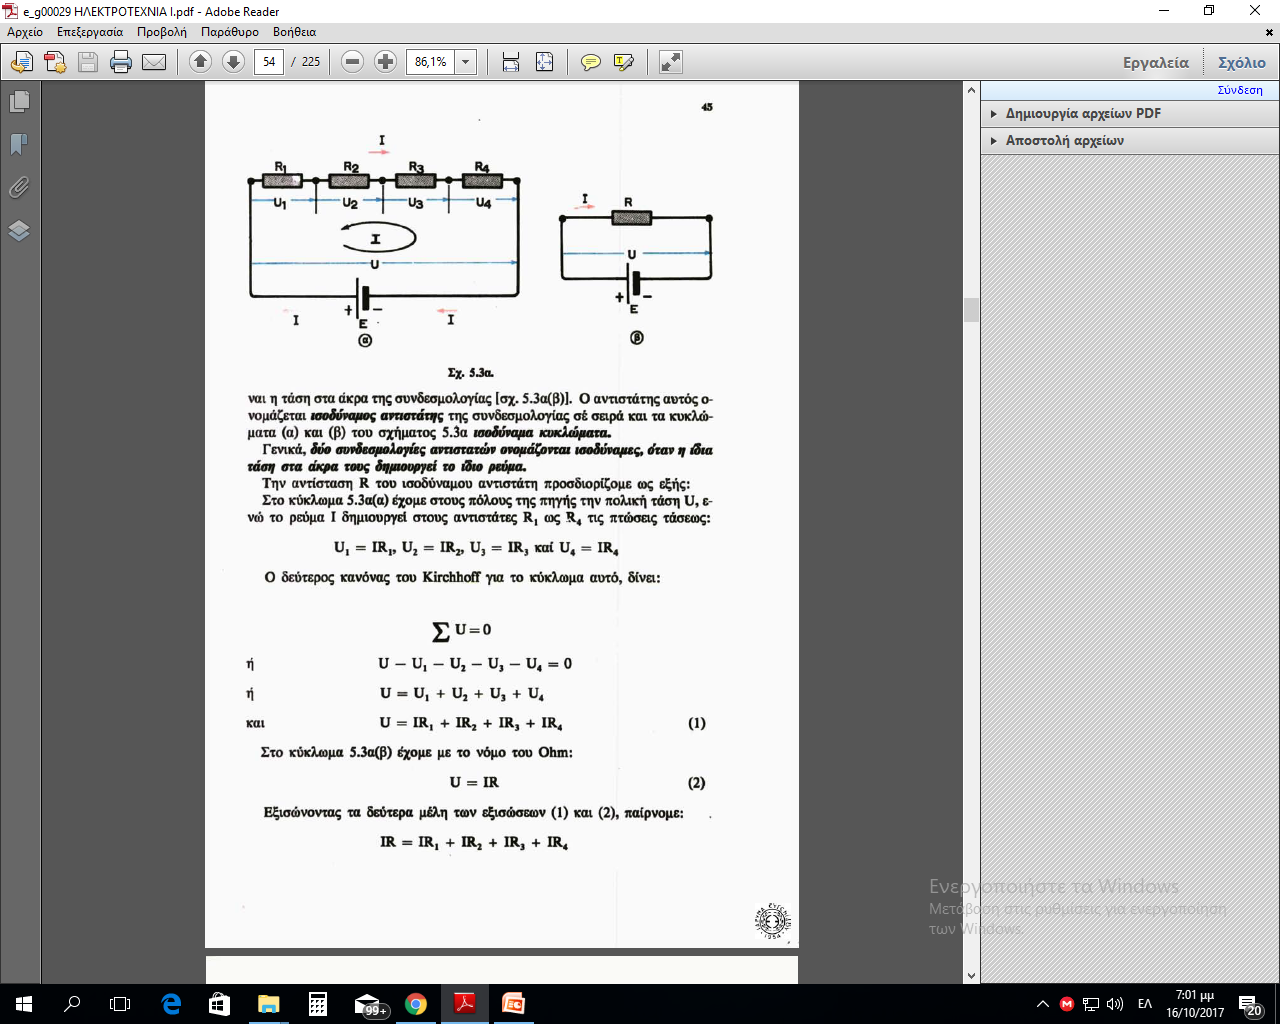 e_g00029 ΗΛΕΚΤΡΟΤΕΧΝΙΑ Ι.pdf - Adobe Reader
Αρχείο Επεξεργασία Προβολή Παράθυρο Βοήθεια
54 / 225 86,1% Εργαλεία Σχόλιο
Σύνδεση
Δημιουργία αρχείων PDF
Αποστολή αρχείων
45
I
R1 R2 R3 R4
U1 U2 U3 U4
I
U
+ −
I E I
α
I R
U
+ −
E
β
Σχ. 5.3α.
ναι η τάση στα άκρα της συνδεσμολογίας [σχ. 5.3α(β)]. Ο αντιστάτης αυτός ο-
νομάζεται ισοδύναμος αντιστάτης της συνδεσμολογίας σέ σειρά και τα κυκλώ-
ματα (α) και (β) του σχήματος 5.3α ισοδύναμα κυκλώματα.
Γενικά, δύο συνδεσμολογίες αντιστατών ονομάζονται ισοδύναμες, όταν η ίδια
τάση στα άκρα τους δημιουργεί το ίδιο ρεύμα.
Την αντίσταση R του ισοδύναμου αντιστάτη προσδιορίζομε ως εξής:
Στο κύκλωμα 5.3α(α) έχομε στους πόλους της πηγής την πολική τάση U, ε-
νώ το ρεύμα I δημιουργεί στους αντιστάτες R1 ως R4 τις πτώσεις τάσεως:
U1 = IR1, U2 = IR2, U3 = IR3 καί U4 = IR4
Ο δεύτερος κανόνας του Kirchhoff για το κύκλωμα αυτό, δίνει:
∑ U = 0
ή U − U1 − U2 − U3 − U4 = 0
ή U = U1 + U2 + U3 + U4
και U = IR1 + IR2 + IR3 + IR4 (1)
Στο κύκλωμα 5.3α(β) έχομε με το νόμο του Ohm:
U = IR (2)
Εξισώνοντας τα δεύτερα μέλη των εξισώσεων (1) και (2), παίρνομε:
IR = IR1 + IR2 + IR3 + IR4
1954
Ενεργοποιήστε τα Windows
Μετάβαση στις ρυθμίσεις για ενεργοποίηση
των Windows.
99+ ΕΛ 7:01 μμ
16/10/2017 20